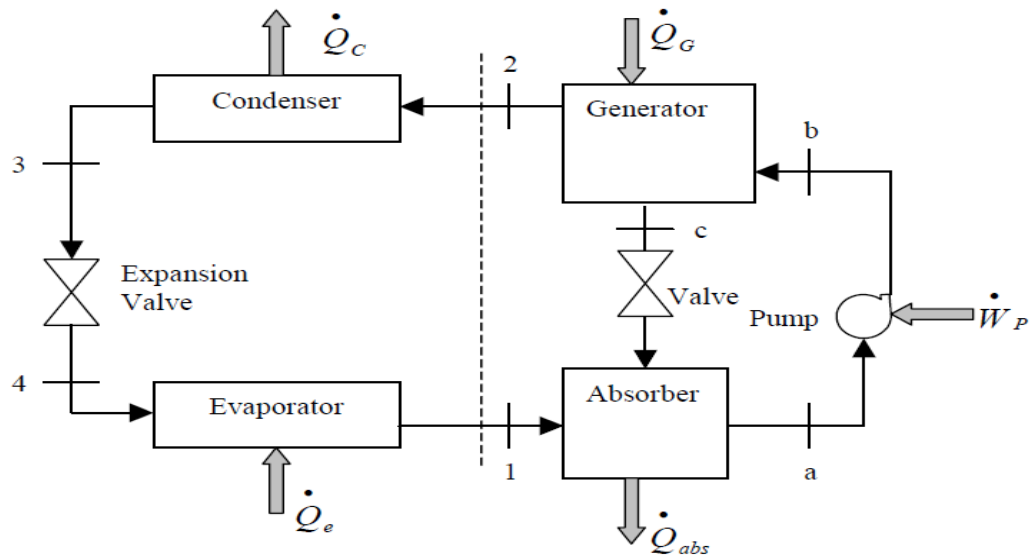 Q̇C
Q̇G
2
Condenser
Generator
b
3
c
Expansion
Valve
Valve
Pump
ẆP
4
Evaporator
Absorber
1
a
Q̇e
Q̇abs